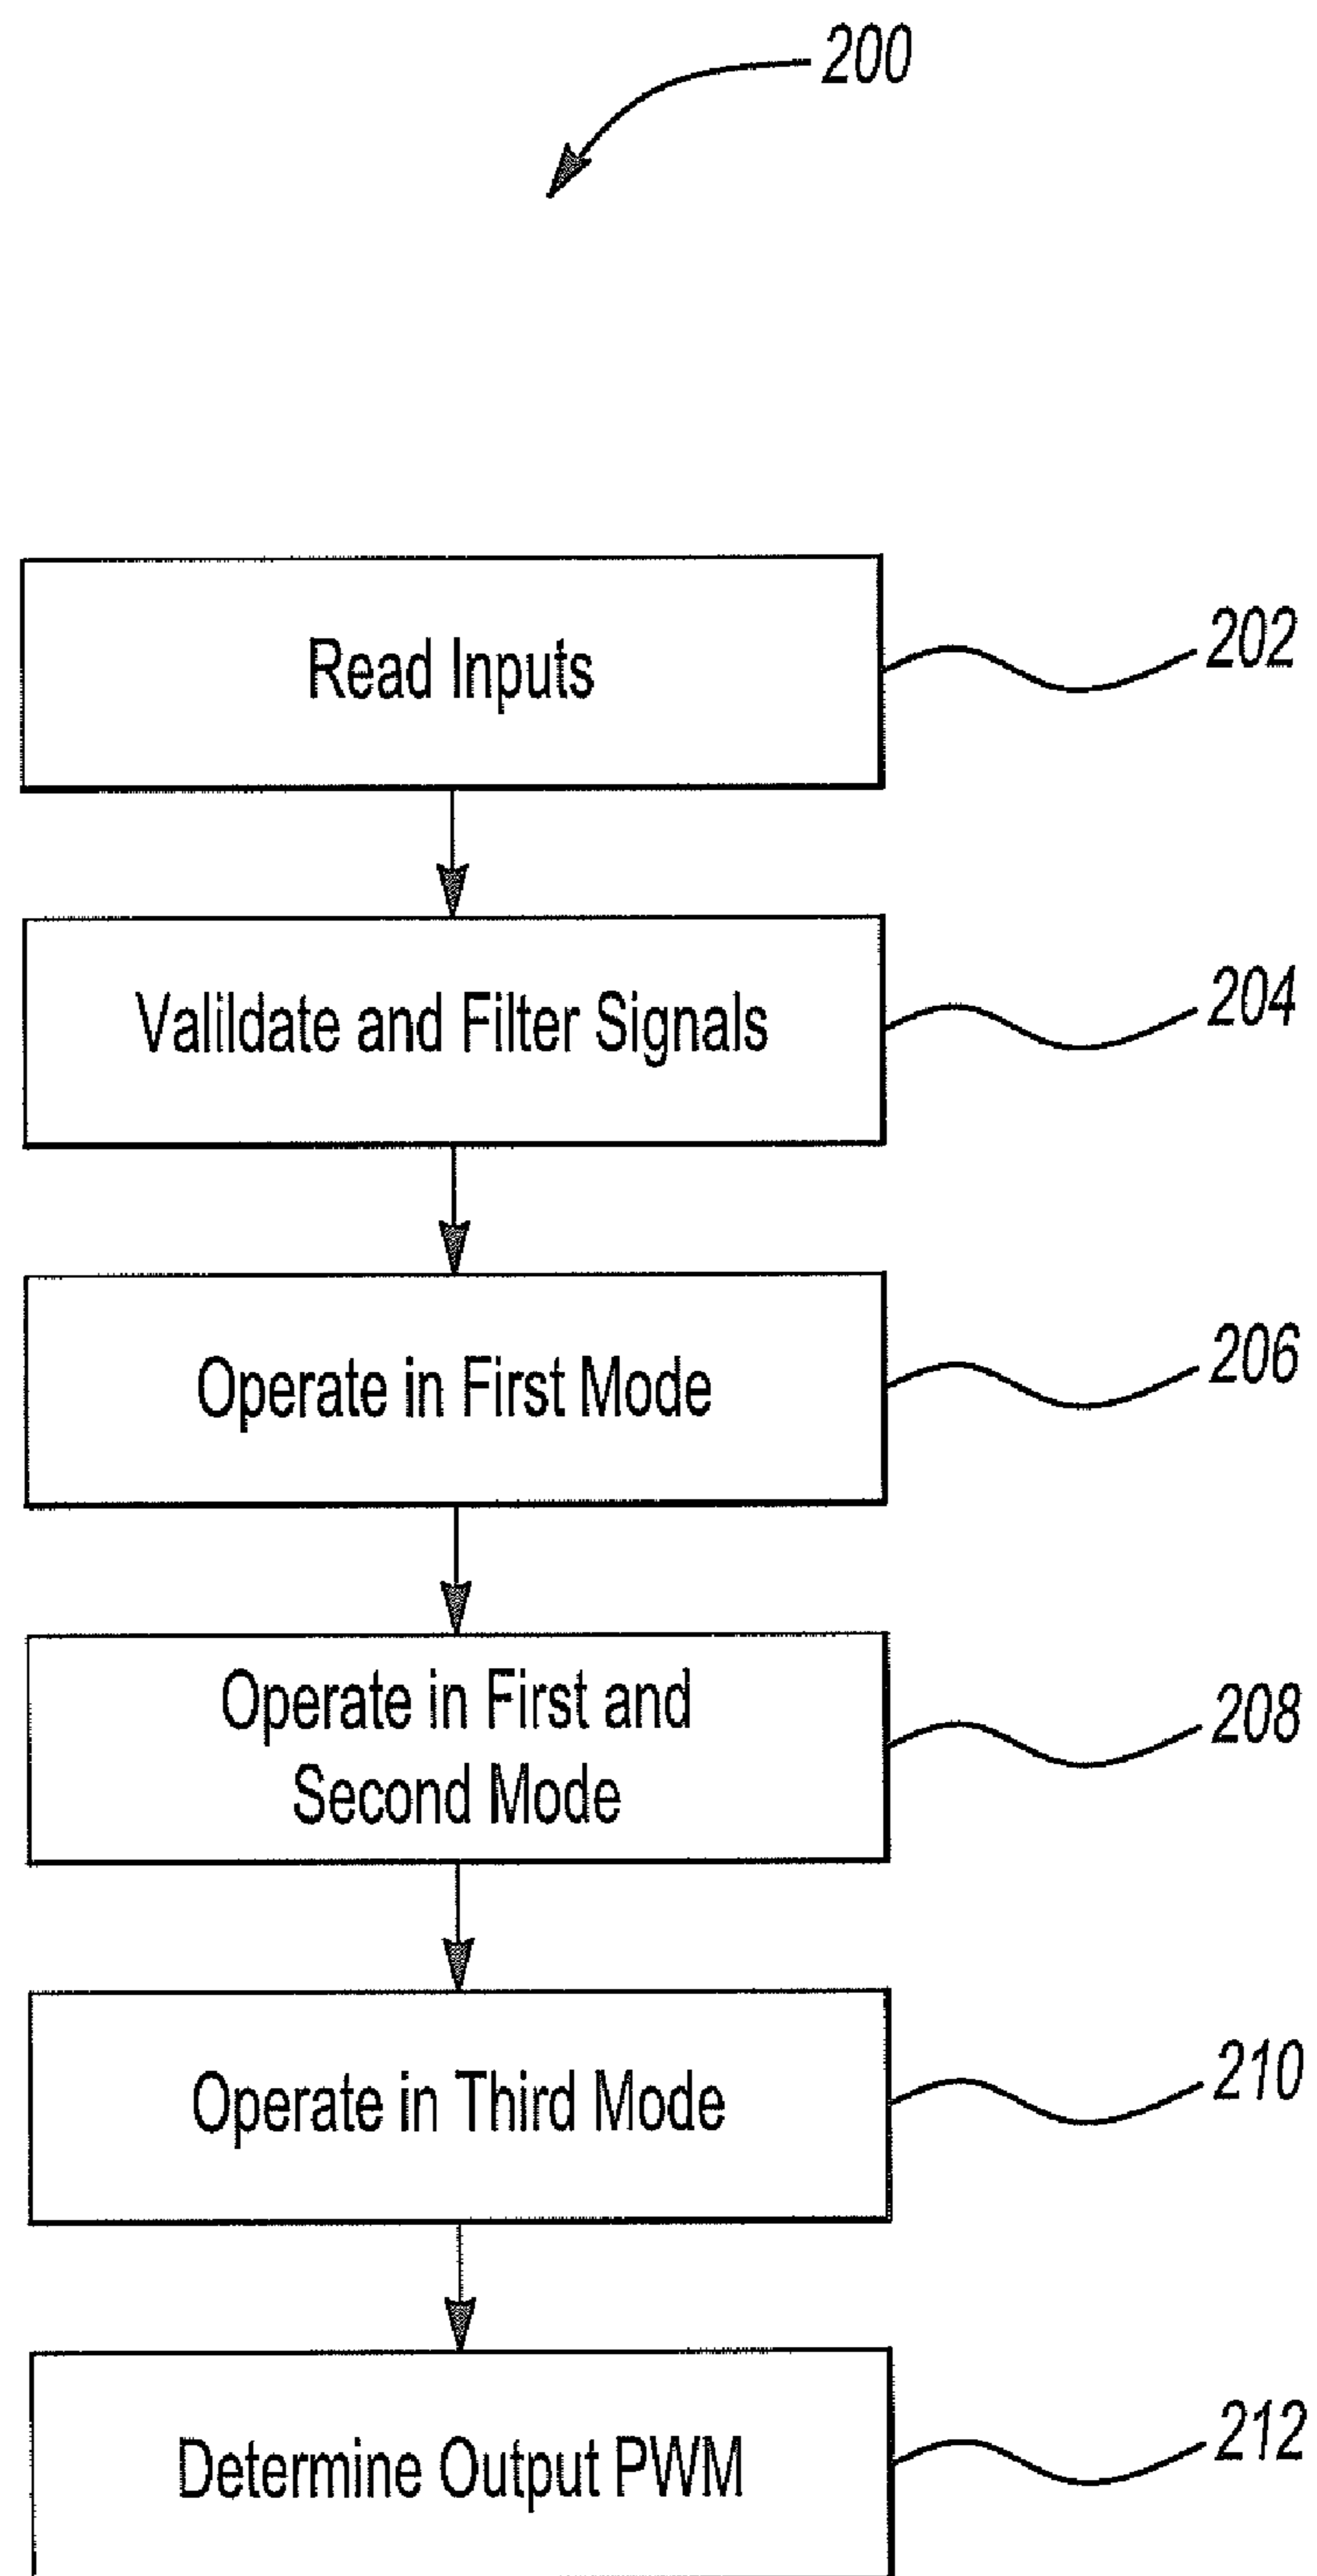 200
Read Inputs
202
Valildate and Filter Signals
204
Operate in First Mode
206
Operate in First and
Second Mode
208
Operate in Third Mode
210
Determine Output PWM
212